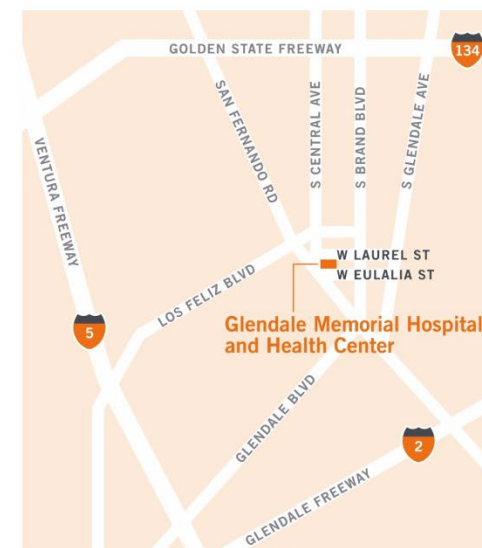 GOLDEN STATE FREEWAY
134
SAN FERNANDO RD
S CENTRAL AVE
S BRAND BLVD
S GLENDALE AVE
VENTURA FREEWAY
W LAUREL ST
W EULALIA ST
LOS FELIZ BLVD
Glendale Memorial Hospital
and Health Center
5
GLENDALE BLVD
2
GLENDALE FREEWAY